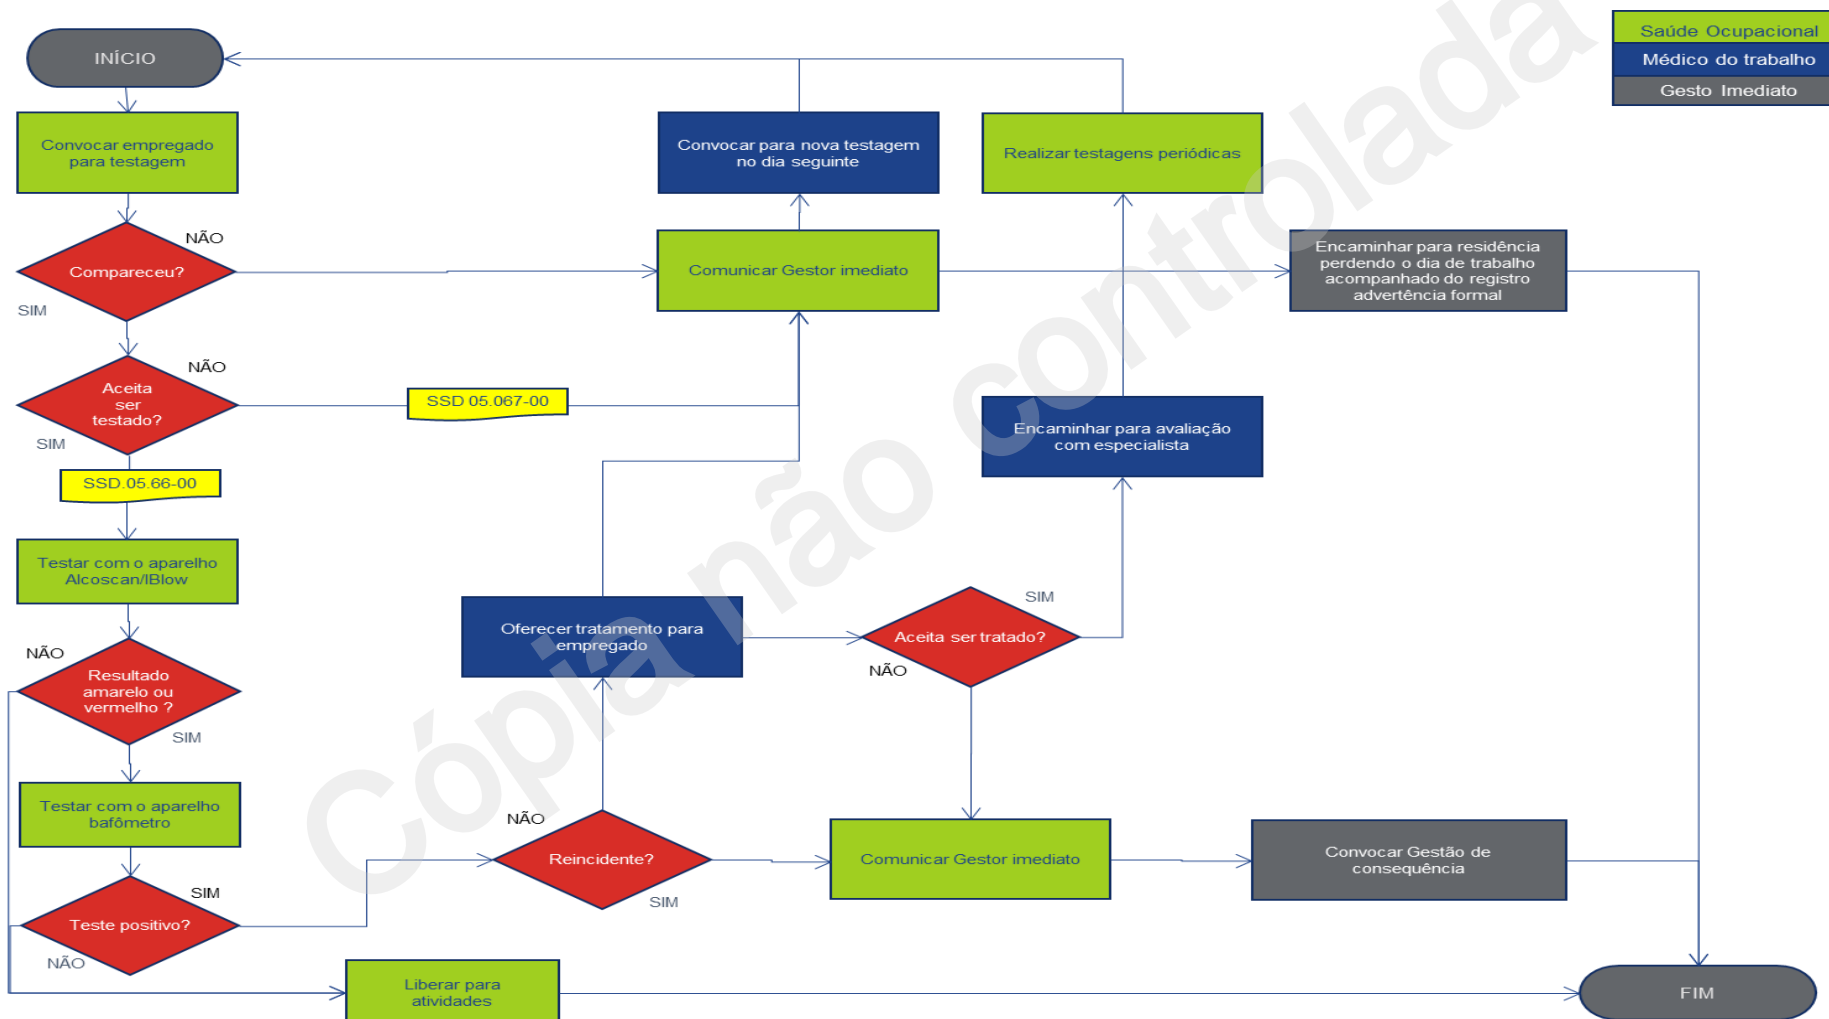 INÍCIO
Saúde Ocupacional
Médico do trabalho
Gesto Imediato
Convocar empregado
para testagem
Convocar para nova testagem
no dia seguinte
Realizar testagens periódicas
NÃO
Compareceu?
SIM
Comunicar Gestor imediato
Encaminhar para residência
perdendo o dia de trabalho
acompanhado do registro
advertência formal
NÃO
Aceita
ser
testado?
SIM
SSD 05.067-00
Encaminhar para avaliação
com especialista
SSD.05.66-00
Testar com o aparelho
Alcoscan/IBlow
Oferecer tratamento para
empregado
SIM
Aceita ser tratado?
NÃO
NÃO
Resultado
amarelo ou
vermelho ?
SIM
Testar com o aparelho
bafômetro
NÃO
Reincidente?
SIM
Comunicar Gestor imediato
Convocar Gestão de
consequência
SIM
Teste positivo?
NÃO
Liberar para
atividades
FIM
Cópia não controlada